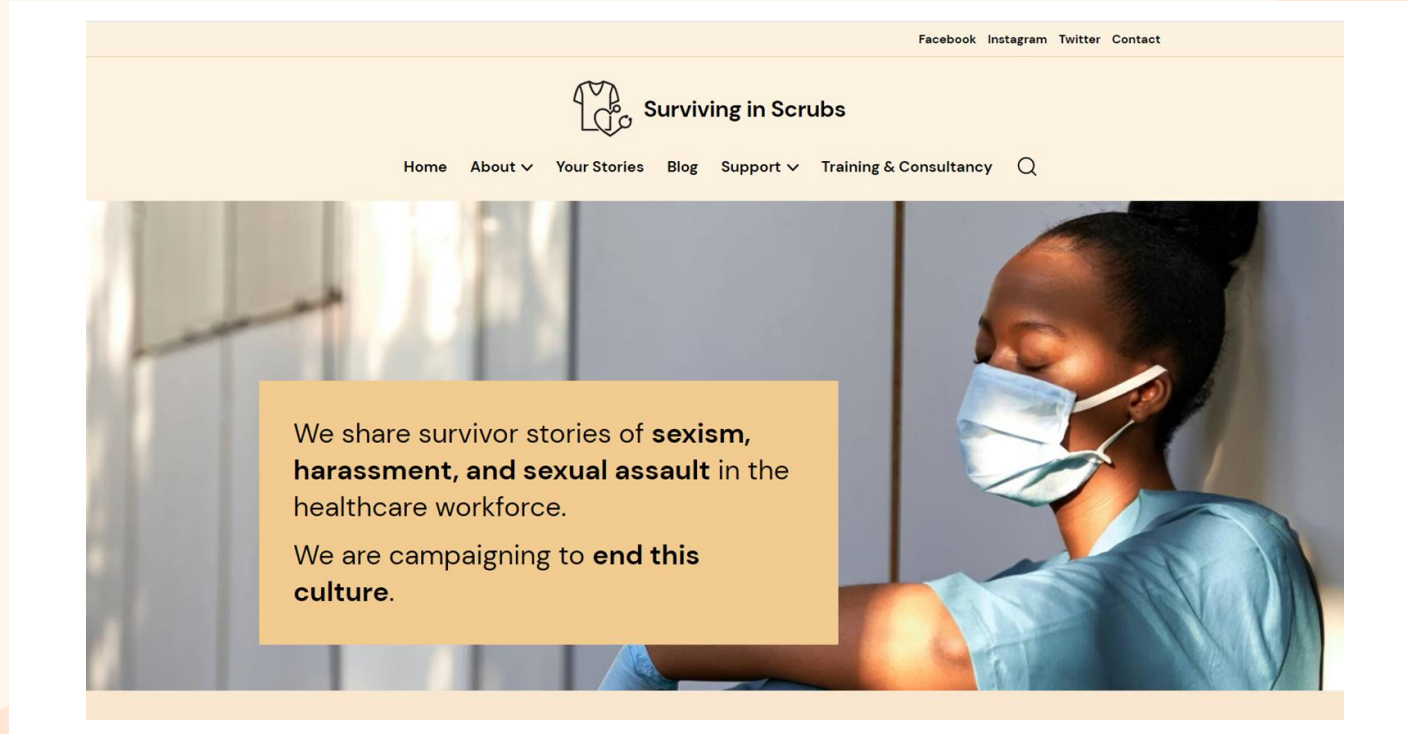 Facebook Instagram Twitter Contact
Surviving in Scrubs
Home About Your Stories Blog Support Training & Consultancy
We share survivor stories of sexism,
harassment, and sexual assault in the
healthcare workforce.
We are campaigning to end this
culture.